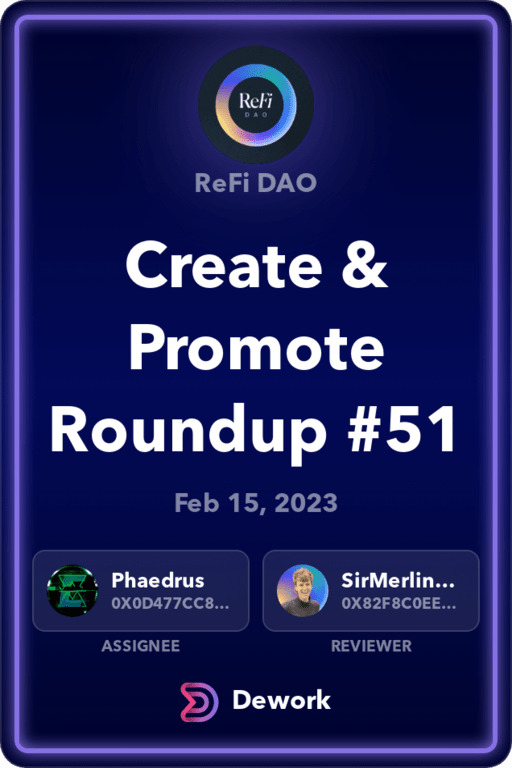 ReFi
DAO
ReFi DAO
Create &
Promote
Roundup #51
Feb 15, 2023
Phaedrus
0X0D477CC8...
ASSIGNEE
SirMerlin...
0X82F8C0EE...
REVIEWER
Dework